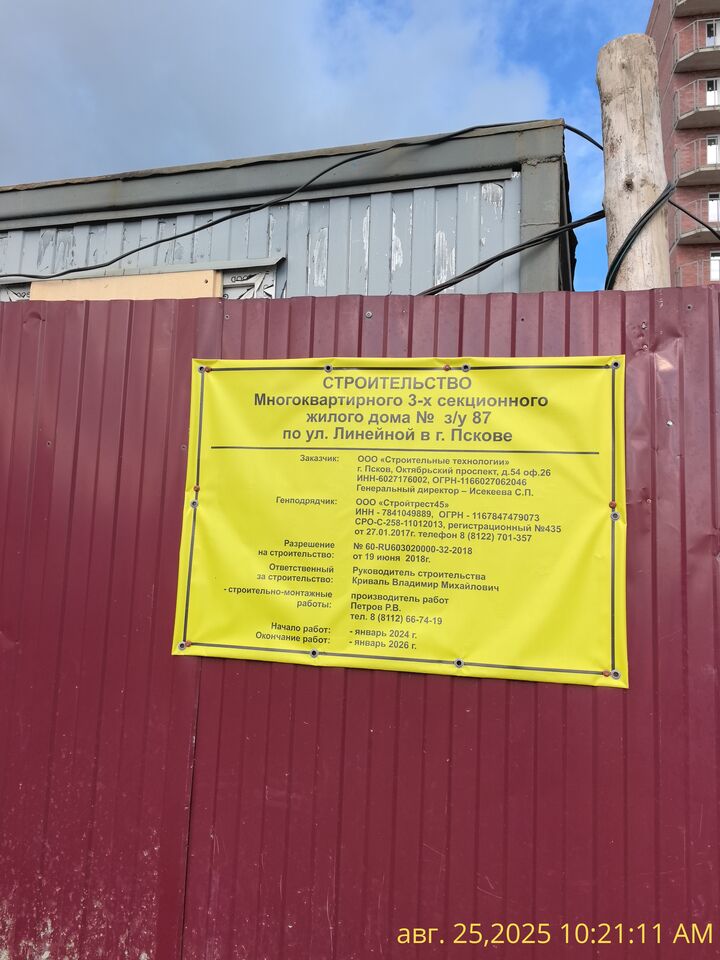 СТРОИТЕЛЬСТВО
Многоквартирного 3-х секционного
жилого дома № з/у 87
по ул. Линейной в г. Пскове
Заказчик: ООО «Строительные технологии»
г. Псков, Октябрьский проспект, д.54 оф.26
ИНН-6027176002, ОГРН-1166027062046
Генеральный директор – Исекеева С.П.
Генподрядчик: ООО «Стройтрест45»
ИНН - 7841049889, ОГРН - 1167847479073
СРО-С-258-11012013, регистрационный №435
от 27.01.2017г. телефон 8 (8122) 701-357
Разрешение
на строительство: № 60-RU603020000-32-2018
от 19 июня 2018г.
Ответственный
за строительство: Руководитель строительства
Криваль Владимир Михайлович
- строительно-монтажные
работы: производитель работ
Петров Р.В.
тел. 8 (8112) 66-74-19
Начало работ: - январь 2024 г.
Окончание работ: - январь 2026 г.
авг. 25,2025 10:21:11 AM